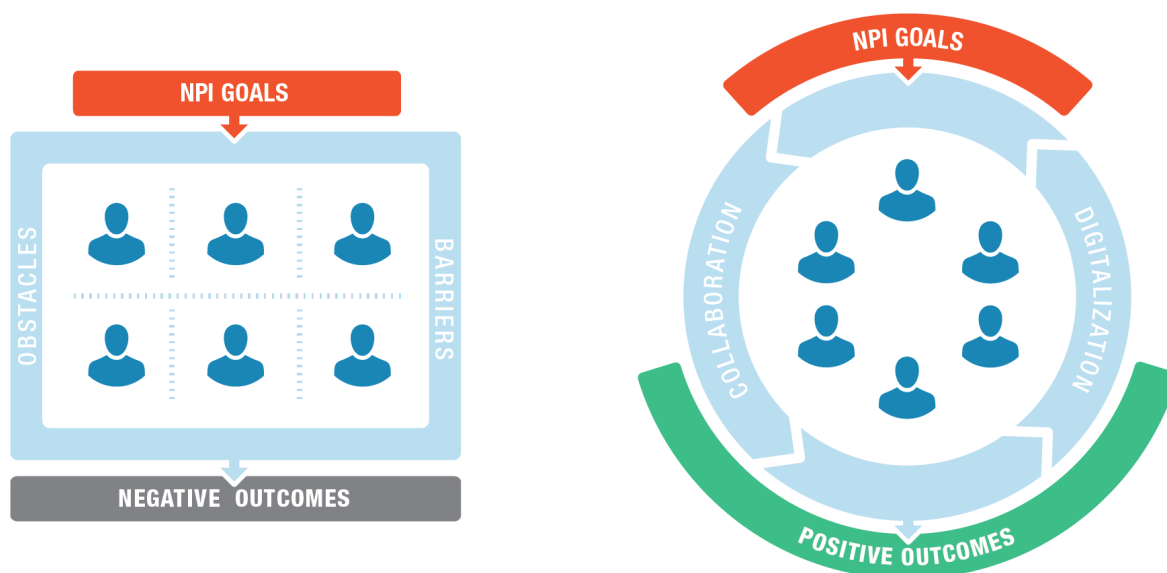 NPI GOALS
OBSTACLES
BARRIERS
NEGATIVE OUTCOMES
NPI GOALS
COLLABORATION
DIGITALIZATION
POSITIVE OUTCOMES